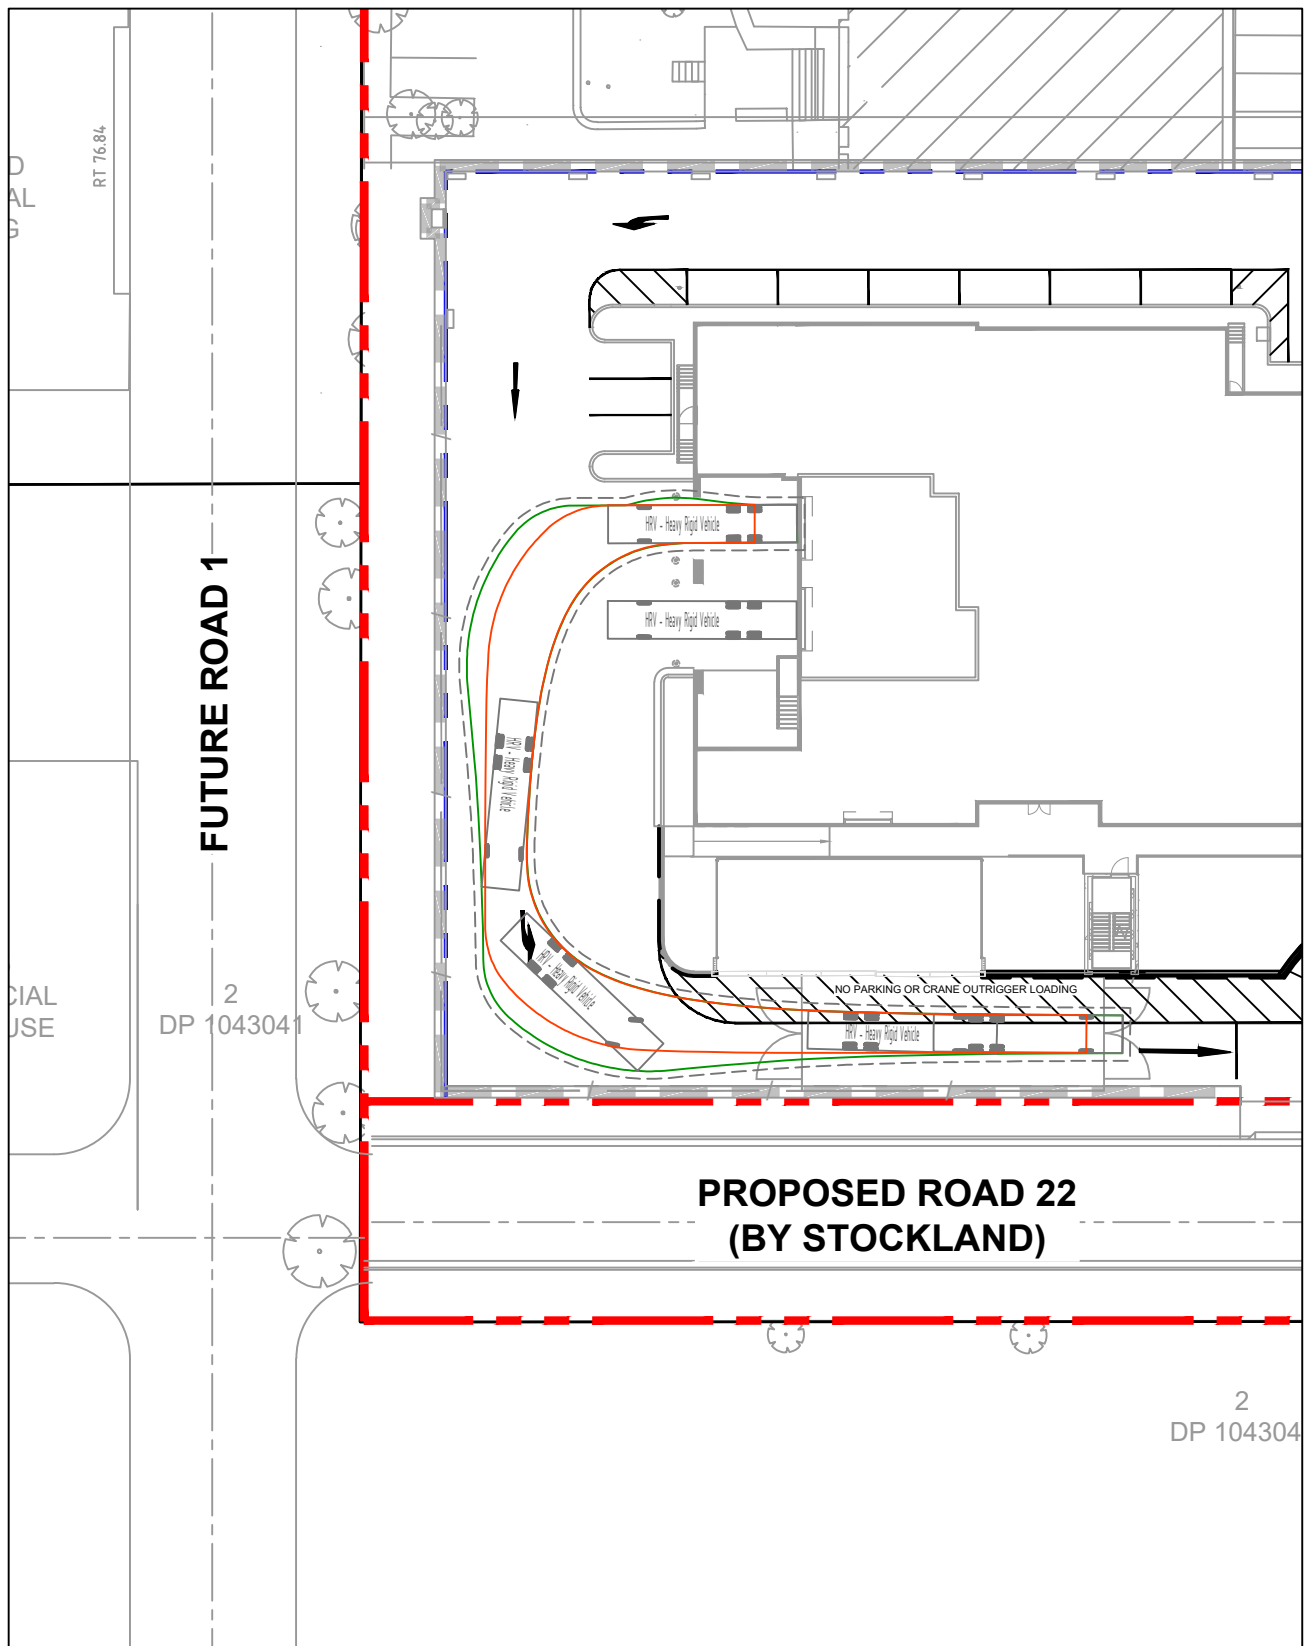 RT 76.84
D
AL
G
HRV - Heavy Rigid Vehicle
HRV - Heavy Rigid Vehicle
FUTURE ROAD 1
HRV - Heavy Rigid Vehicle
HRV - Heavy Rigid Vehicle
CIAL
USE
2
DP 1043041
NO PARKING OR CRANE OUTRIGGER LOADING
HRV - Heavy Rigid Vehicle
PROPOSED ROAD 22
(BY STOCKLAND)
2
DP 104304